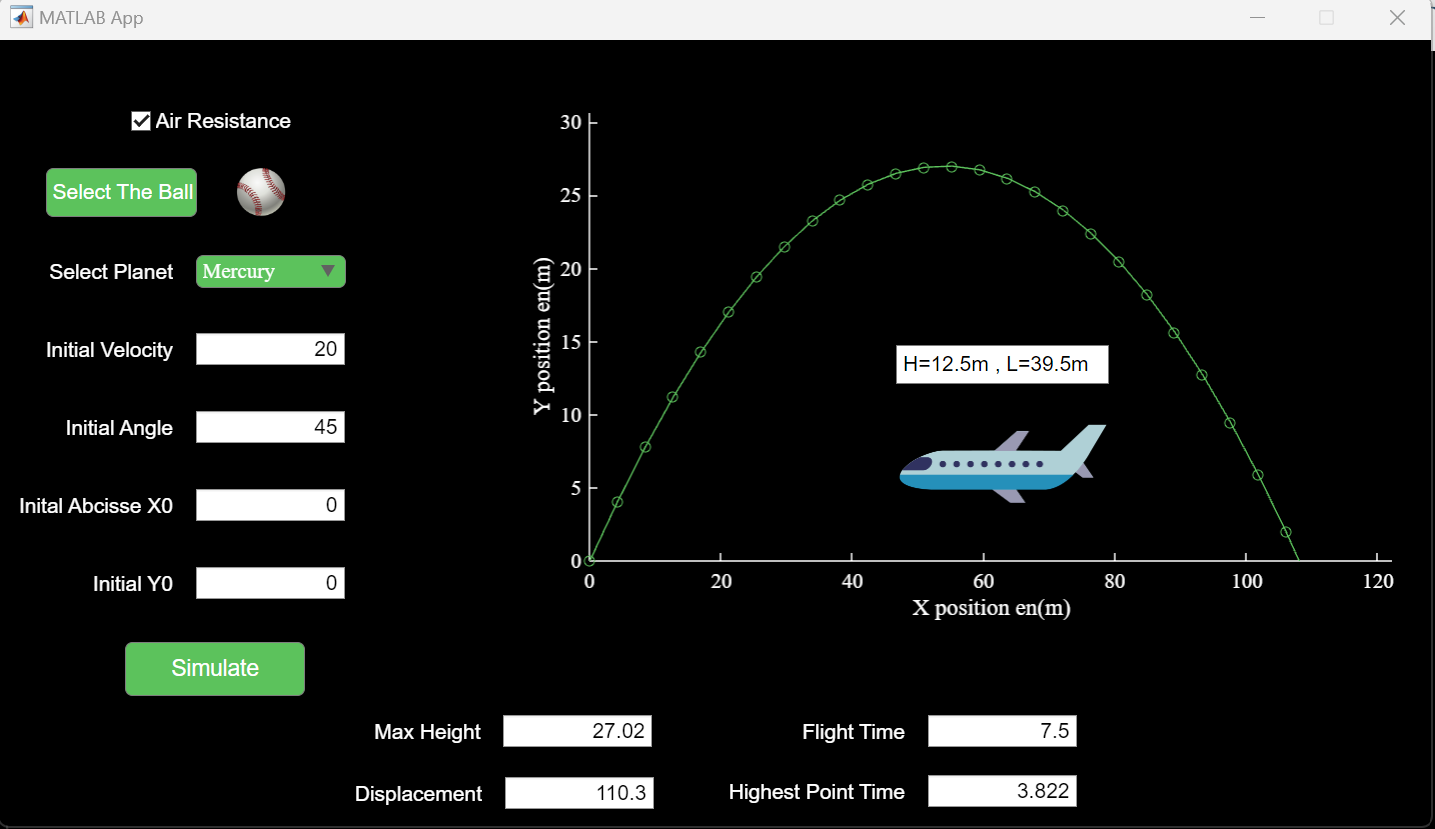 MATLAB App
Air Resistance
Select The Ball
Select Planet
Mercury
Initial Velocity
20
Initial Angle
45
Inital Abcisse X0
0
Initial Y0
0
Simulate
30
25
20
15
10
5
0
Y position en(m)
H=12.5m , L=39.5m
0
20
40
60
80
100
120
X position en(m)
Max Height
27.02
Flight Time
7.5
Displacement
110.3
Highest Point Time
3.822